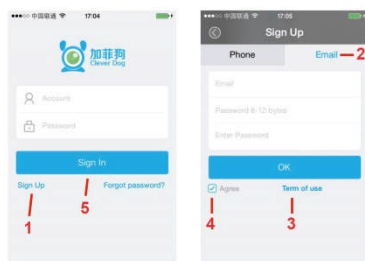 中国联通 17:04
加菲狗
Clever Dog
Account
Password
Sign In
Sign Up Forgot password?
5
1
中国联通 17:05
Sign Up
Phone Email 2
Email
Password 6-12 bytes
Enter Password
OK
Agree Term of use
4 3